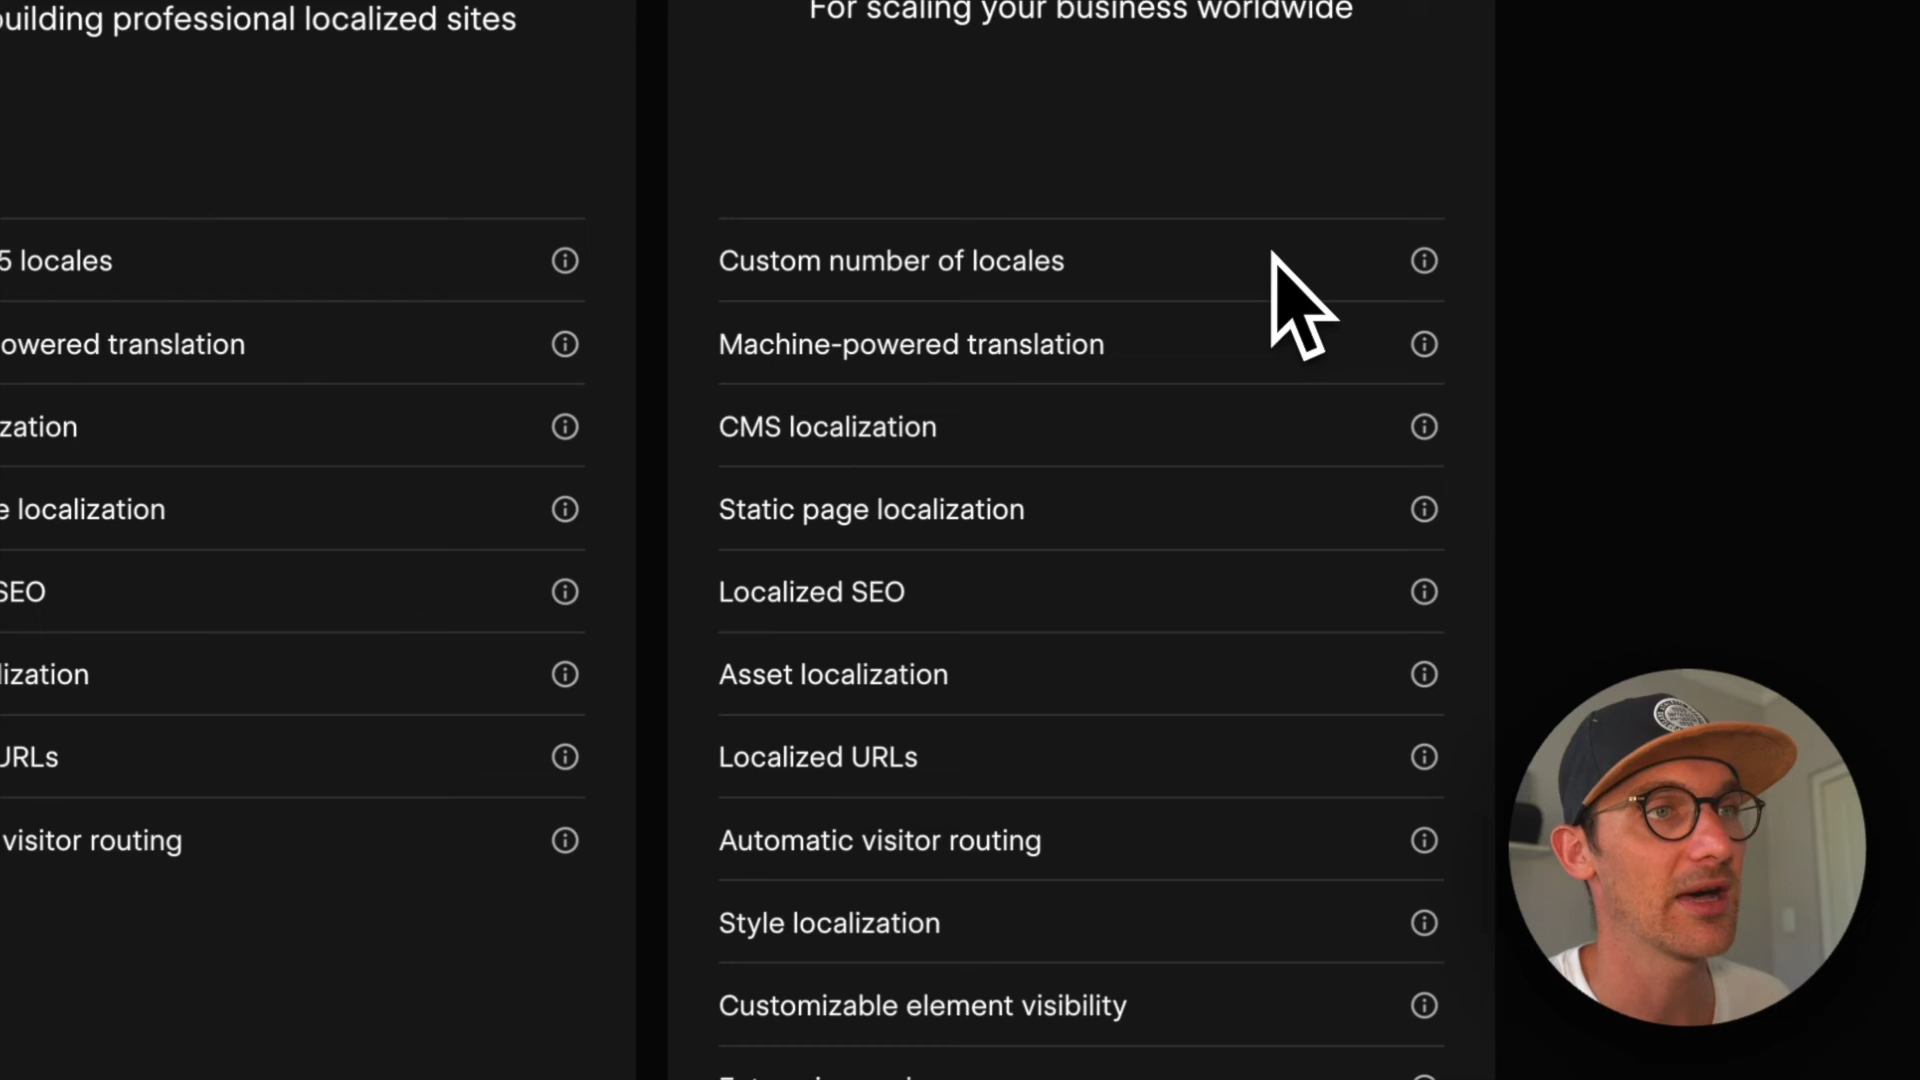 building professional localized sites
5 locales
owered translation
zation
e localization
SEO
lization
URLs
visitor routing
For scaling your business worldwide
Custom number of locales
Machine-powered translation
CMS localization
Static page localization
Localized SEO
Asset localization
Localized URLs
Automatic visitor routing
Style localization
Customizable element visibility